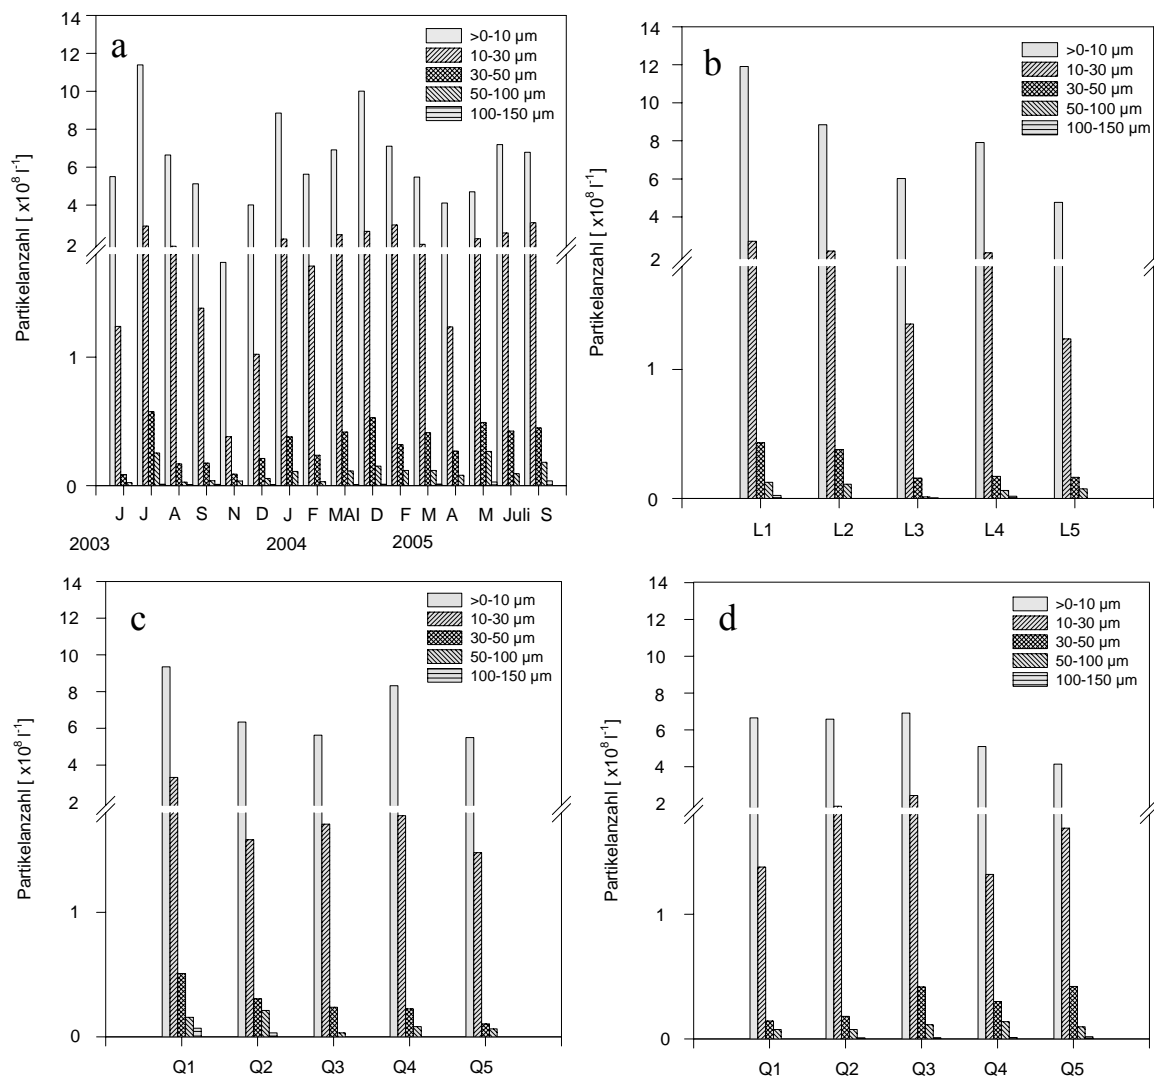 a
14
12
10
8
6
4
2
1
0
Partikelanzahl [ x10⁸ l⁻¹]
>0-10 µm
10-30 µm
30-50 µm
50-100 µm
100-150 µm
J J A S N D J F MAI D F M A M Juli S
2003 2004 2005
b
14
12
10
8
6
4
2
1
0
Partikelanzahl [ x10⁸ l⁻¹]
>0-10 µm
10-30 µm
30-50 µm
50-100 µm
100-150 µm
L1 L2 L3 L4 L5
c
14
12
10
8
6
4
2
1
0
Partikelanzahl [ x10⁸ l⁻¹]
>0-10 µm
10-30 µm
30-50 µm
50-100 µm
100-150 µm
Q1 Q2 Q3 Q4 Q5
d
14
12
10
8
6
4
2
1
0
Partikelanzahl [ x10⁸ l⁻¹]
>0-10 µm
10-30 µm
30-50 µm
50-100 µm
100-150 µm
Q1 Q2 Q3 Q4 Q5